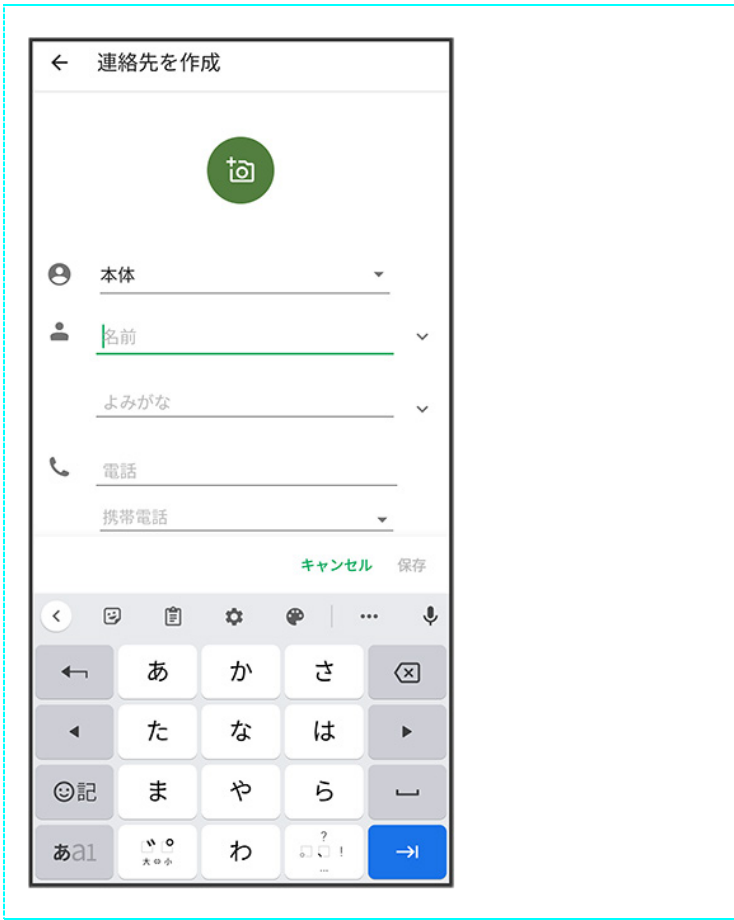 連絡先を作成
本体
名前
よみがな
電話
携帯電話
キャンセル 保存
あ か さ
た な は
記 ま や ら
あa1 大⇔小 わ 。、?!…